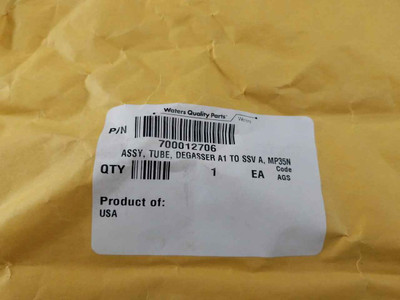 Waters Quality Parts
P/N
700012706
ASSY, TUBE, DEGASSER A1 TO SSV A, MP35N
QTY 1 EA Code AGS
Product of:
USA